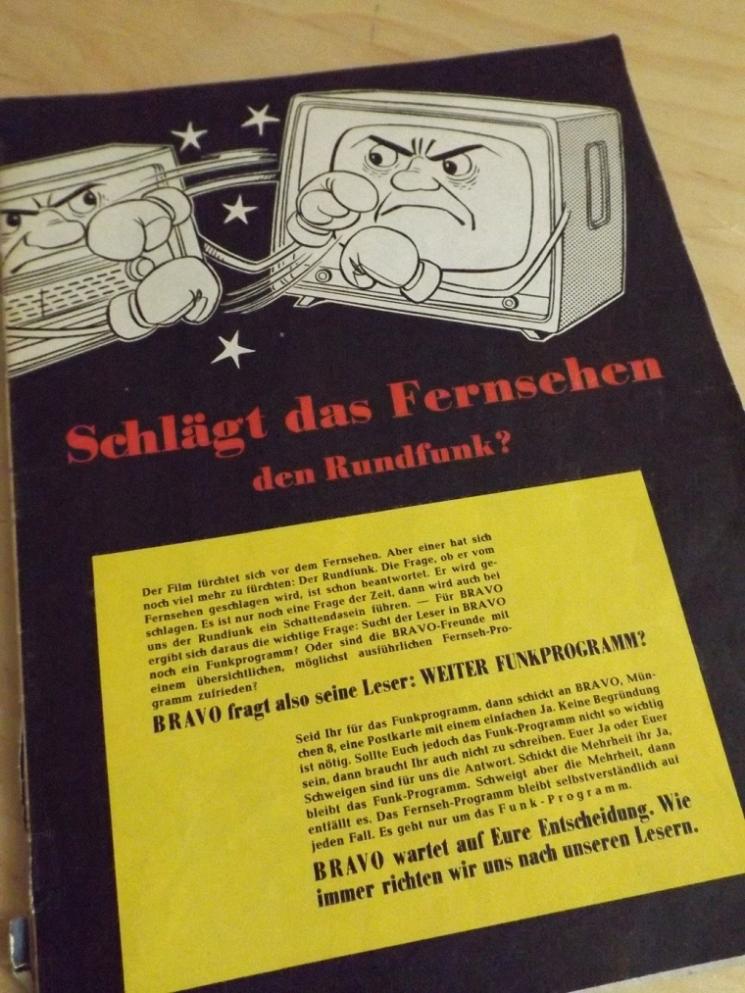 Schlägt das Fernsehen
den Rundfunk?
Der Film fürchtet sich vor dem Fernsehen. Aber einer hat sich
noch viel mehr zu fürchten: Der Rundfunk. Die Frage, ob er vom
Fernsehen geschlagen wird, ist schon beantwortet. Er wird ge-
schlagen. Es ist nur noch eine Frage der Zeit, dann wird auch bei
uns der Rundfunk ein Schattendasein führen. — Für BRAVO
ergibt sich daraus die wichtige Frage: Sucht der Leser in BRAVO
noch ein Funkprogramm? Oder sind die BRAVO-Freunde mit
einem übersichtlichen, möglichst ausführlichen Fernseh-Pro-
gramm zufrieden?
BRAVO fragt also seine Leser: WEITER FUNKPROGRAMM?
Seid Ihr für das Funkprogramm, dann schickt an BRAVO, Mün-
chen 8, eine Postkarte mit einem einfachen Ja. Keine Begründung
ist nötig. Sollte Euch jedoch das Funk-Programm nicht so wichtig
sein, dann braucht Ihr auch nicht zu schreiben. Euer Ja oder Euer
Schweigen sind für uns die Antwort. Schickt die Mehrheit ihr Ja,
bleibt das Funk-Programm. Schweigt aber die Mehrheit, dann
entfällt es. Das Fernseh-Programm bleibt selbstverständlich auf
jeden Fall. Es geht nur um das Funk-Programm.
BRAVO wartet auf Eure Entscheidung. Wie
immer richten wir uns nach unseren Lesern.